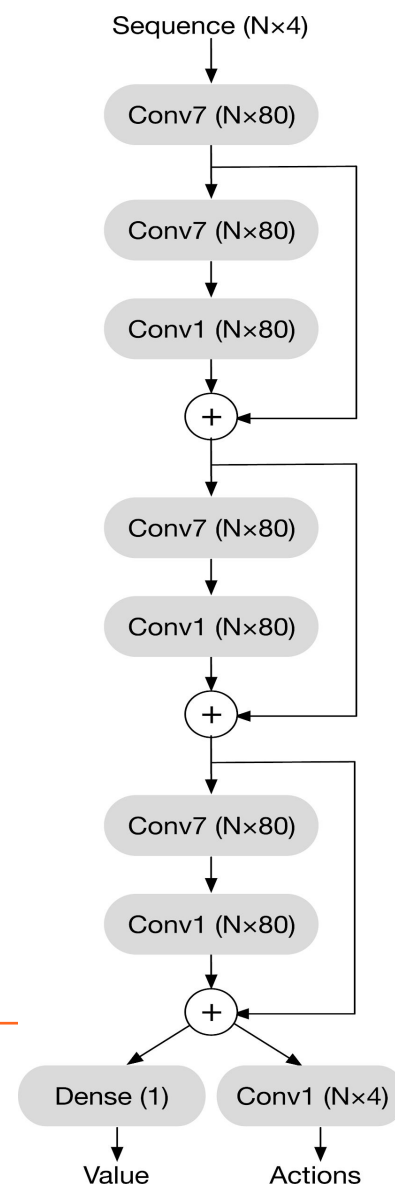 Sequence (N×4)
Conv7 (N×80)
Conv7 (N×80)
Conv1 (N×80)
+
Conv7 (N×80)
Conv1 (N×80)
+
Conv7 (N×80)
Conv1 (N×80)
+
Dense (1)
Conv1 (N×4)
Value
Actions